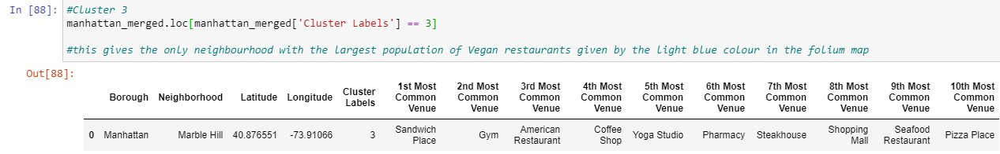 In [88]: #Cluster 3
manhattan_merged.loc[manhattan_merged['Cluster Labels'] == 3]
#this gives the only neighbourhood with the largest population of Vegan restaurants given by the light blue colour in the folium map
Out[88]:
Borough Neighborhood Latitude Longitude Cluster Labels 1st Most Common Venue 2nd Most Common Venue 3rd Most Common Venue 4th Most Common Venue 5th Most Common Venue 6th Most Common Venue 7th Most Common Venue 8th Most Common Venue 9th Most Common Venue 10th Most Common Venue
0 Manhattan Marble Hill 40.876551 -73.91066 3 Sandwich Place Gym American Restaurant Coffee Shop Yoga Studio Pharmacy Steakhouse Shopping Mall Seafood Restaurant Pizza Place